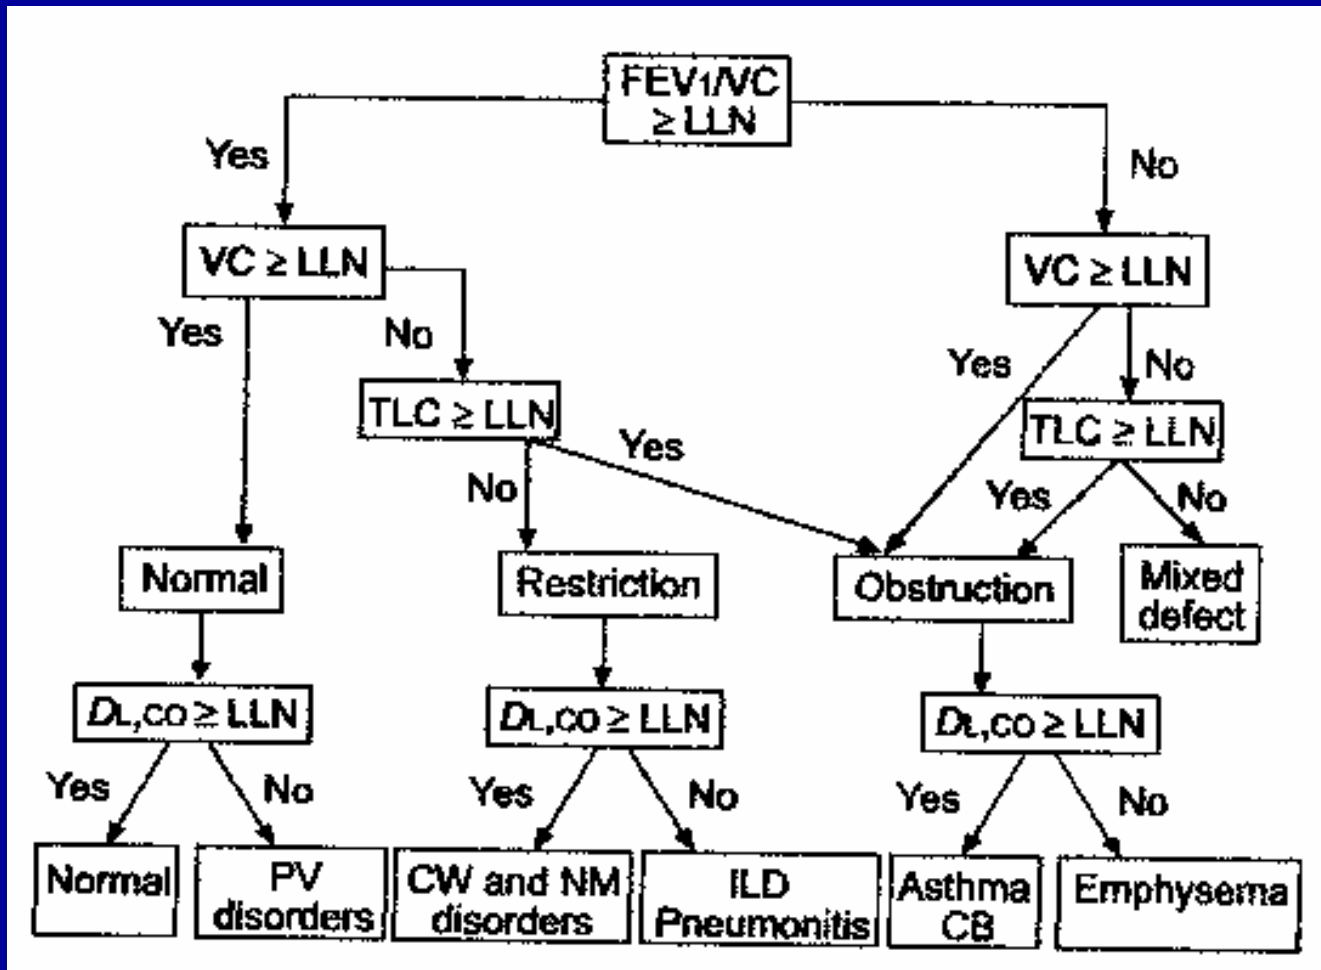 FEV1/VC
≥ LLN
Yes
No
VC ≥ LLN
VC ≥ LLN
Yes
No
Yes
No
TLC ≥ LLN
TLC ≥ LLN
No
Yes
Yes
No
Normal
Restriction
Obstruction
Mixed
defect
DL,CO ≥ LLN
DL,CO ≥ LLN
DL,CO ≥ LLN
Yes
No
Yes
No
Yes
No
Normal
PV
disorders
CW and NM
disorders
ILD
Pneumonitis
Asthma
CB
Emphysema